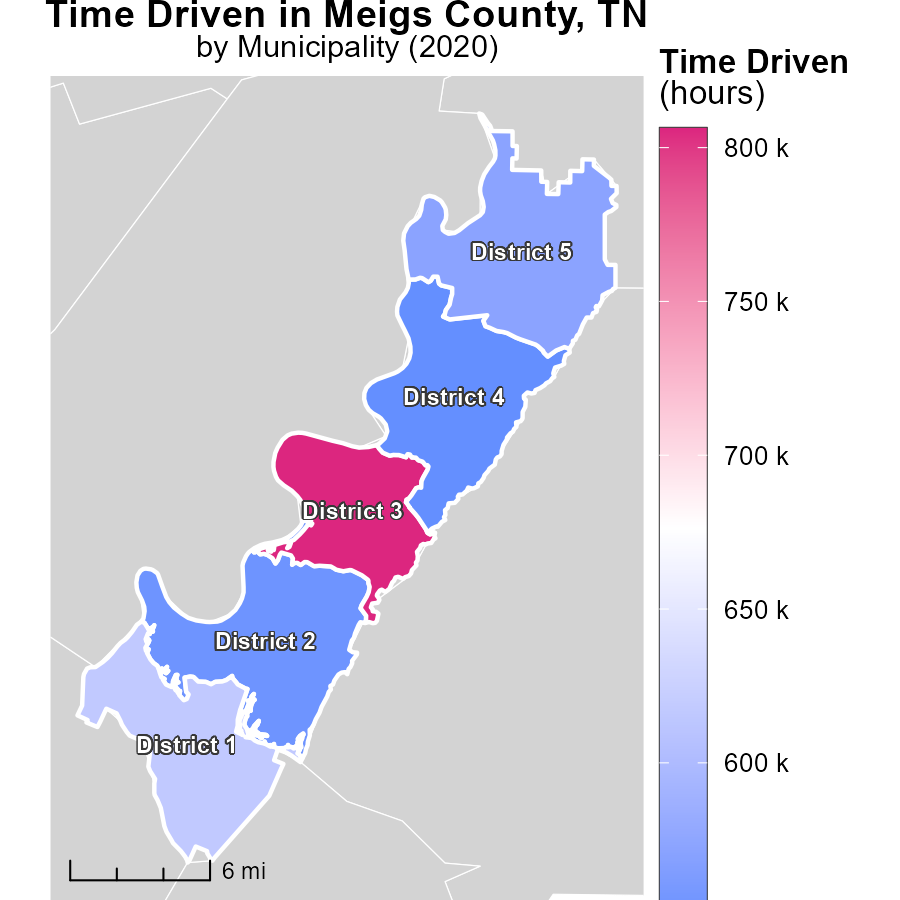 Time Driven in Meigs County, TN
by Municipality (2020)
Time Driven
(hours)
800 k
750 k
700 k
650 k
600 k
District 5
District 4
District 3
District 2
District 1
6 mi